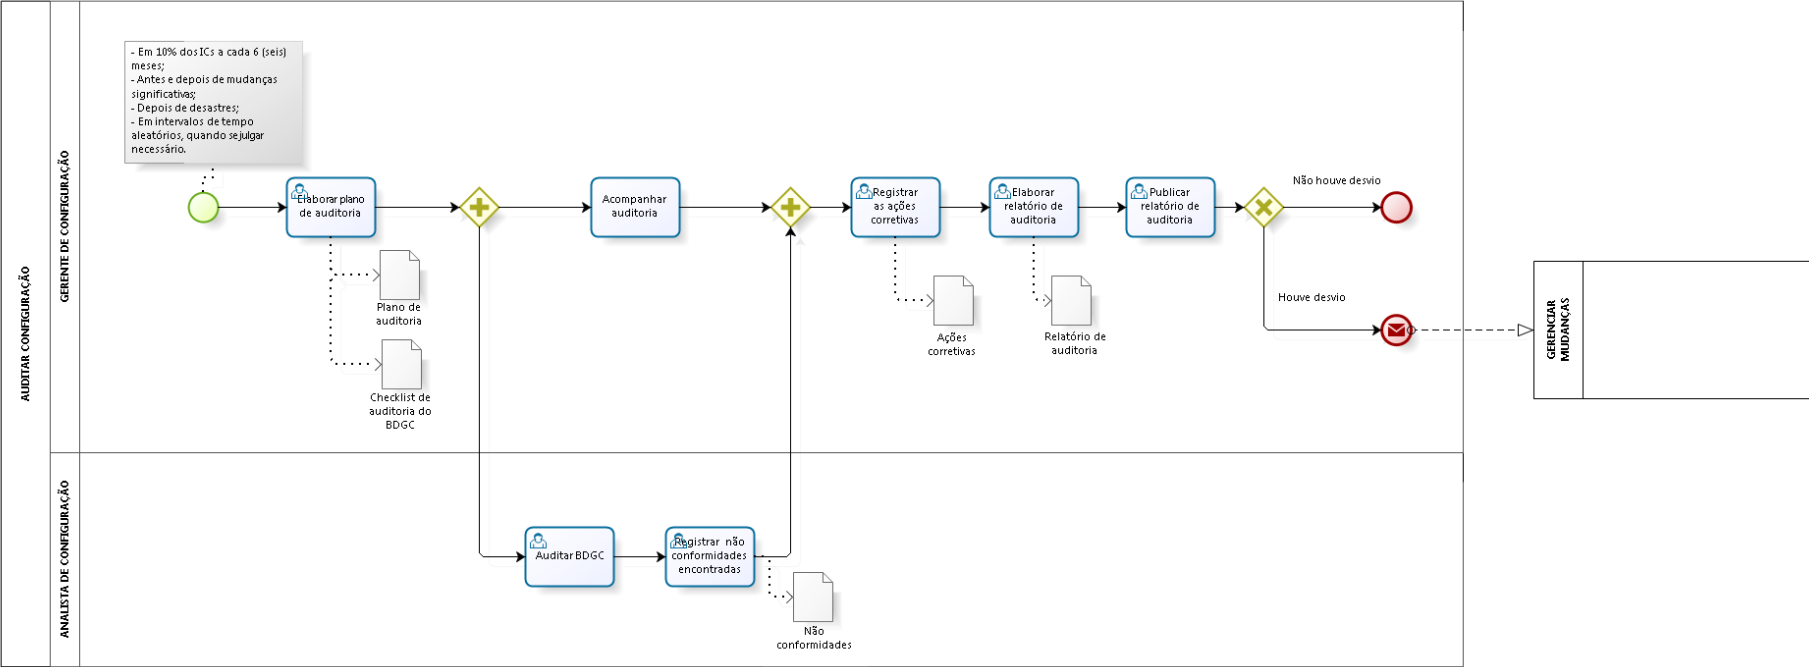 AUDITAR CONFIGURAÇÃO
GERENTE DE CONFIGURAÇÃO
- Em 10% dos ICs a cada 6 (seis)
meses;
- Antes e depois de mudanças
significativas;
- Depois de desastres;
- Em intervalos de tempo
aleatórios, quando se julgar
necessário.
Elaborar plano
de auditoria
Plano de
auditoria
Checklist de
auditoria do
BDGC
Acompanhar
auditoria
Registrar
as ações
corretivas
Ações
corretivas
Elaborar
relatório de
auditoria
Relatório de
auditoria
Publicar
relatório de
auditoria
Não houve desvio
Houve desvio
GERENCIAR
MUDANÇAS
ANALISTA DE CONFIGURAÇÃO
Auditar BDGC
Registrar não
conformidades
encontradas
Não
conformidades